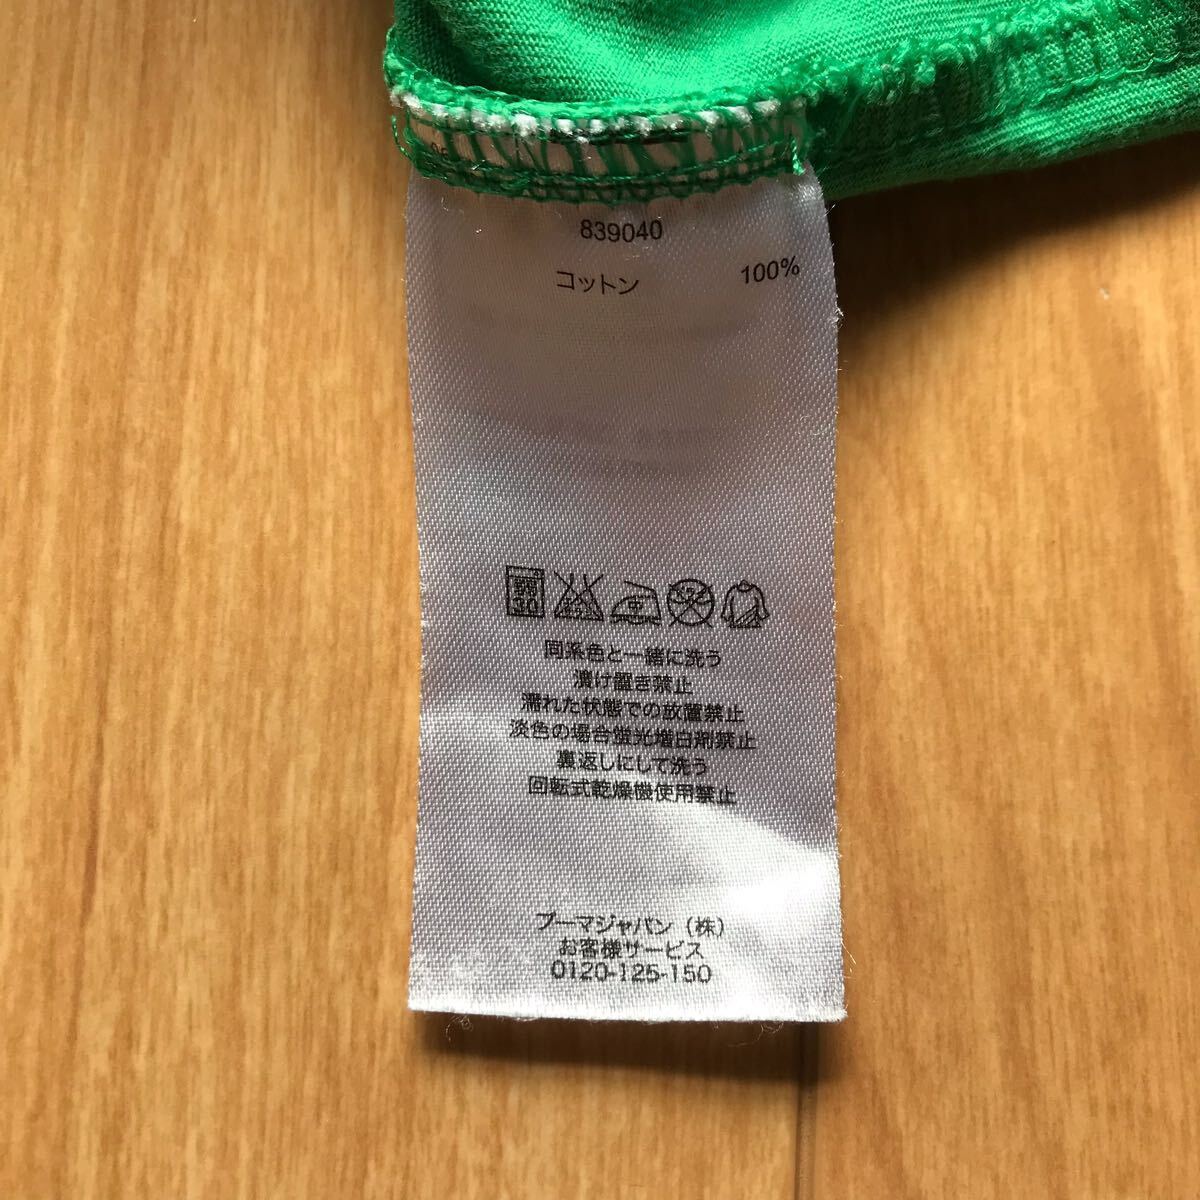 839040
コットン 100%
30
同系色と一緒に洗う
漬け置き禁止
濡れた状態での放置禁止
淡色の場合蛍光増白剤禁止
裏返しにして洗う
回転式乾燥機使用禁止
プーマジャパン（株）
お客様サービス
0120-125-150